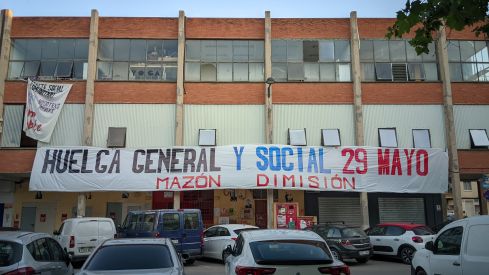 HUELGA GENERAL Y SOCIAL 29 MAYO
MAZÓN DIMISIÓN